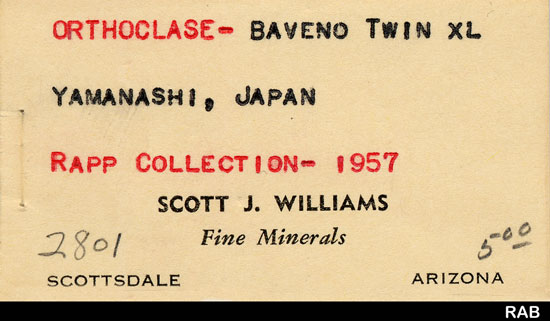 ORTHOCLASE- BAVENO TWIN XL
YAMANASHI, JAPAN
RAPP COLLECTION- 1957
SCOTT J. WILLIAMS
Fine Minerals
2801 5.00
SCOTTSDALE ARIZONA
RAB